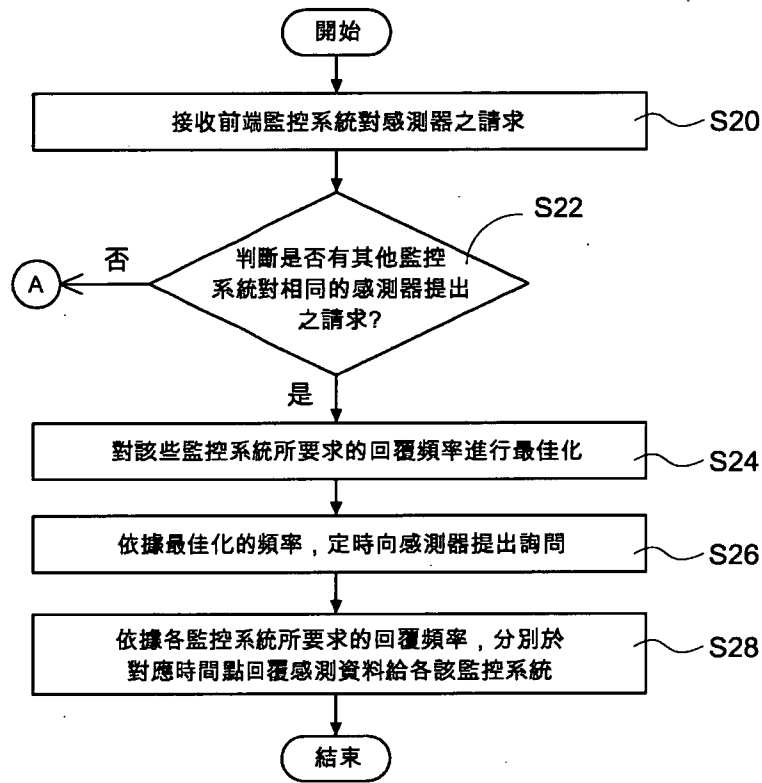 開始
接收前端監控系統對感測器之請求
S20
S22
判斷是否有其他監控
系統對相同的感測器提出
之請求?
否
A
是
對該些監控系統所要求的回覆頻率進行最佳化
S24
依據最佳化的頻率，定時向感測器提出詢問
S26
依據各監控系統所要求的回覆頻率，分別於
對應時間點回覆感測資料給各該監控系統
S28
結束